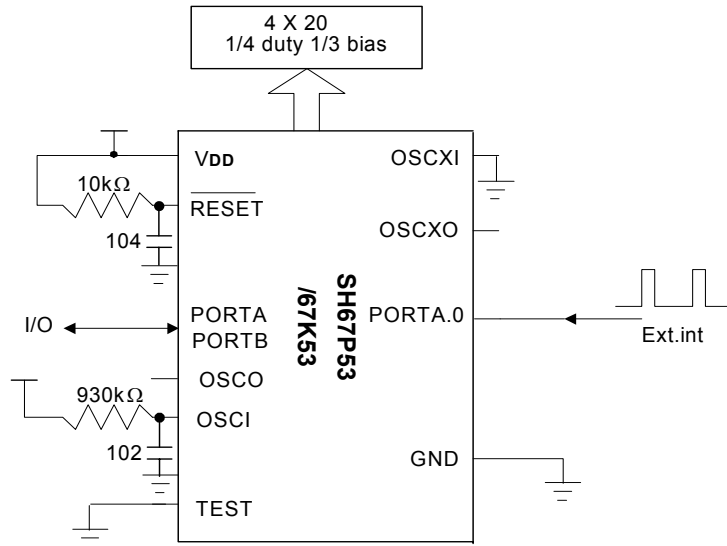 4 X 20
1/4 duty 1/3 bias
VDD
OSCXI
10kΩ
RESET
OSCXO
104
SH67P53
/67K53
PORTA
PORTB
I/O
PORTA.0
Ext.int
OSCO
930kΩ
OSCI
102
GND
TEST